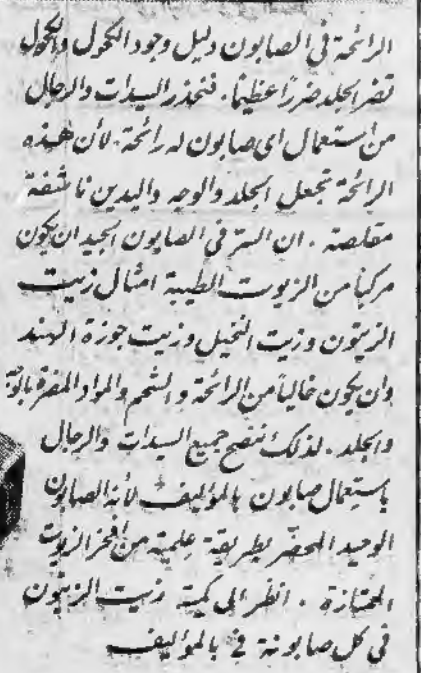 الرائحة في الصابون دليل وجود الكحول والكحول
تضر الجلد ضرراً عظيماً. فنحذر السيدات والرجال
من استعمال اى صابون له رائحة. لأن هذه
الرائحة تجعل الجلد والوجه واليدين ناشفة
مقلصة. ان السر في الصابون الجيد ان يكون
مركباً من الزيوت الطيبة امثال زيت
الزيتون وزيت النخيل وزيت جوزة الهند
وان يكون خالياً من الرائحة والشحم والمواد المضرة بالوجه
والجلد. لذلك ننصح جميع السيدات والرجال
باستعمال صابون بالموليف لأنه الصابون
الوحيد المحضر بطريقة علمية من افخر الزيوت
الممتازة. انظر الى كمية زيت الزيتون
في كل صابونة في بالموليف